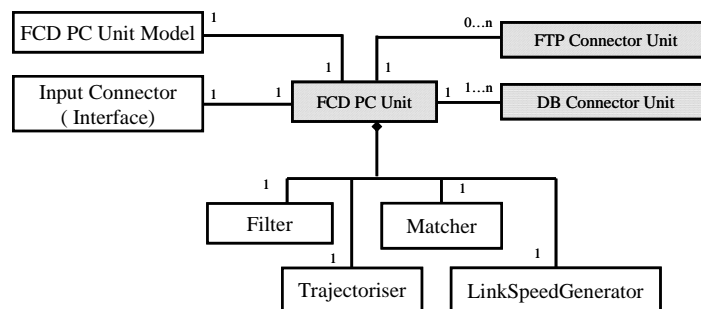 1
0…n
FCD PC Unit Model
FTP Connector Unit
1
1
Input Connector
( Interface)
1
1
FCD PC Unit
1
1…n
DB Connector Unit
1
Filter
1
Matcher
1
Trajectoriser
1
LinkSpeedGenerator